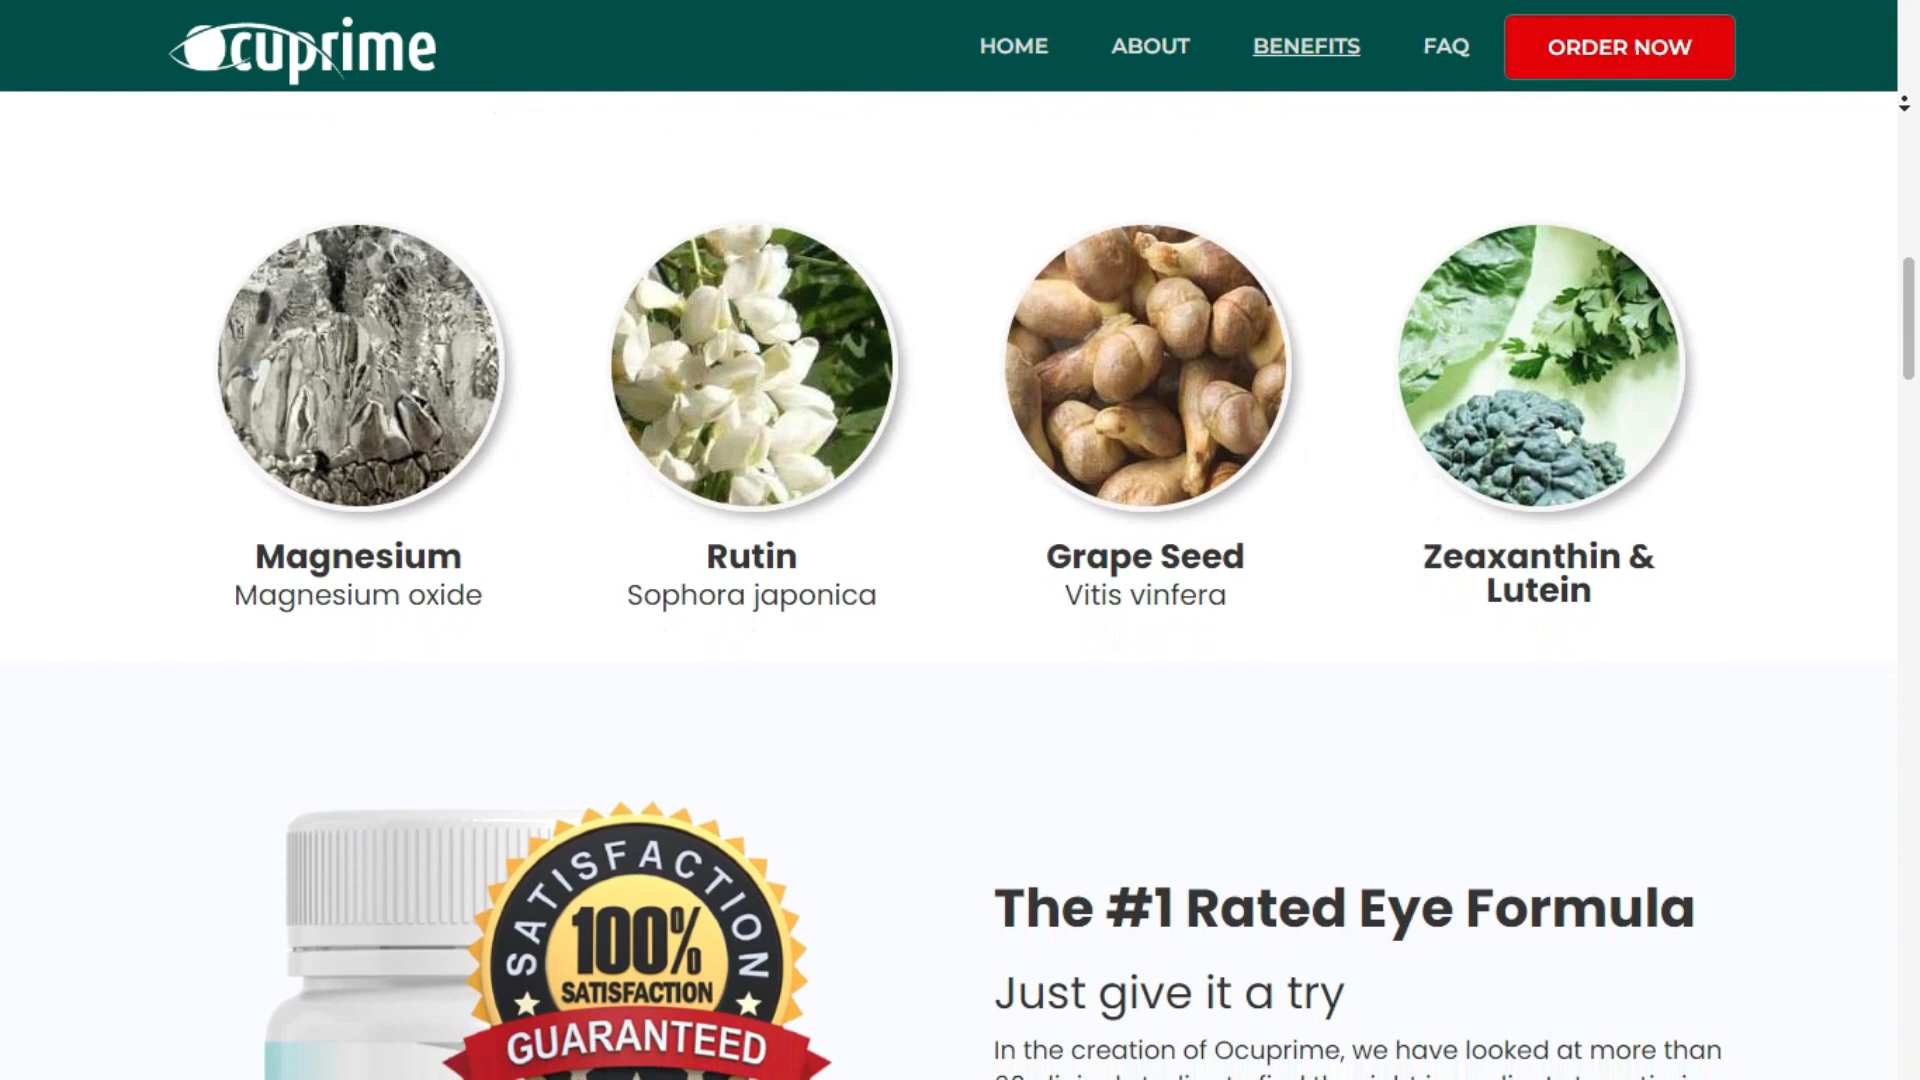 Ocuprime
HOME ABOUT BENEFITS FAQ ORDER NOW
Magnesium
Magnesium oxide
Rutin
Sophora japonica
Grape Seed
Vitis vinfera
Zeaxanthin &
Lutein
SATISFACTION
100%
SATISFACTION
GUARANTEED
The #1 Rated Eye Formula
Just give it a try
In the creation of Ocuprime, we have looked at more than